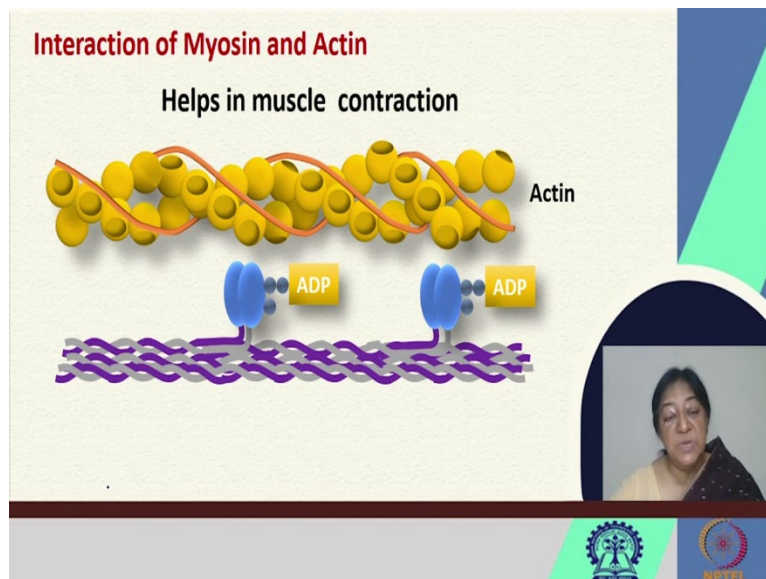 Interaction of Myosin and Actin
Helps in muscle contraction
Actin
ADP
ADP
NPTEL